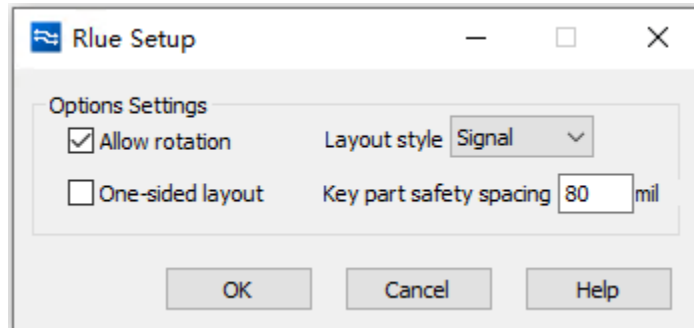 Rlue Setup
Options Settings
Allow rotation Layout style Signal
One-sided layout Key part safety spacing 80 mil
OK Cancel Help